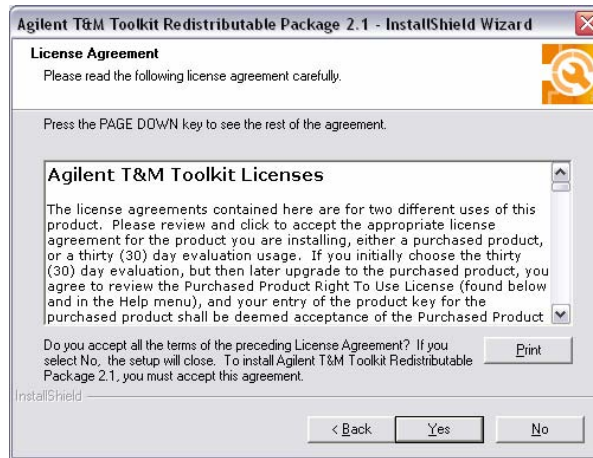 Agilent T&M Toolkit Redistributable Package 2.1 - InstallShield Wizard
License Agreement
Please read the following license agreement carefully.
Press the PAGE DOWN key to see the rest of the agreement.
Agilent T&M Toolkit Licenses
The license agreements contained here are for two different uses of this
product. Please review and click to accept the appropriate license
agreement for the product you are installing, either a purchased product,
or a thirty (30) day evaluation usage. If you initially choose the thirty
(30) day evaluation, but then later upgrade to the purchased product, you
agree to review the Purchased Product Right To Use License (found below
and in the Help menu), and your entry of the product key for the
purchased product shall be deemed acceptance of the Purchased Product
Do you accept all the terms of the preceding License Agreement? If you
select No, the setup will close. To install Agilent T&M Toolkit Redistributable
Package 2.1, you must accept this agreement.
Print
InstallShield
< Back
Yes
No